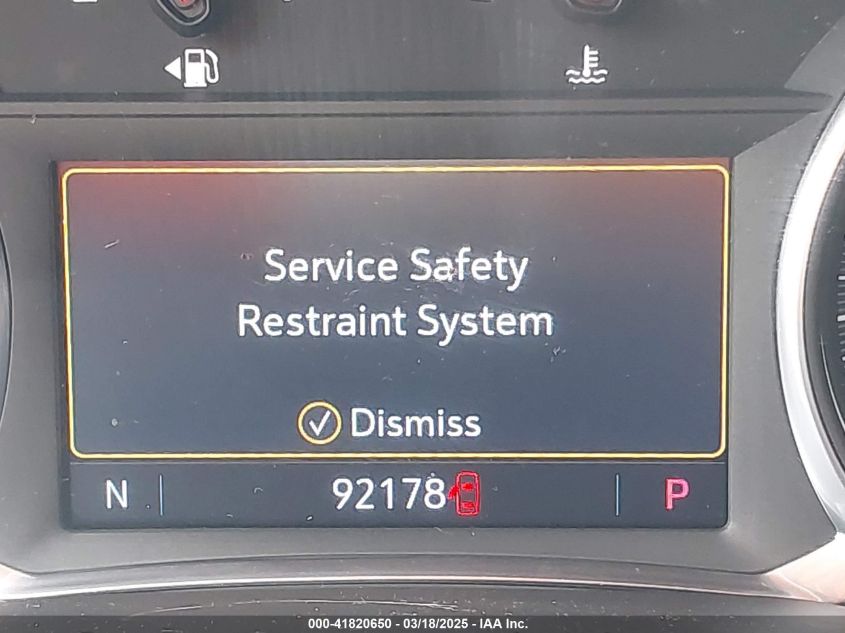 Service Safety
Restraint System
Dismiss
N 92178 P
000-41820650 - 03/18/2025 - IAA Inc.